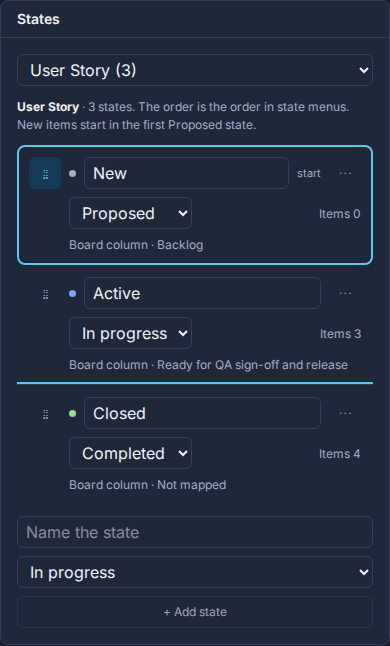 States
User Story (3)
User Story · 3 states. The order is the order in state menus.
New items start in the first Proposed state.
New
start
···
Proposed
Items 0
Board column · Backlog
Active
···
In progress
Items 3
Board column · Ready for QA sign-off and release
Closed
···
Completed
Items 4
Board column · Not mapped
Name the state
In progress
+ Add state